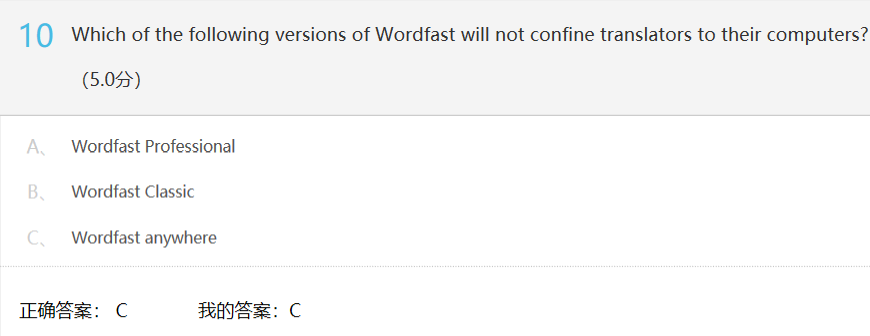 10 Which of the following versions of Wordfast will not confine translators to their computers?
（5.0分）
A、 Wordfast Professional
B、 Wordfast Classic
C、 Wordfast anywhere
正确答案： C 我的答案：C